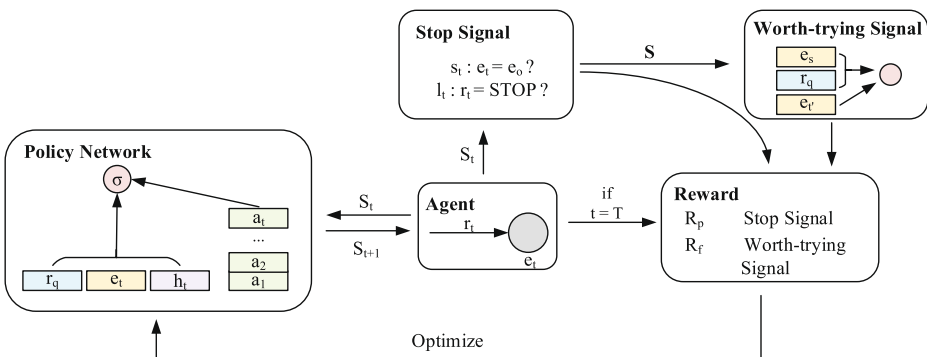 Stop Signal
s_t : e_t = e_o ?
l_t : r_t = STOP ?
S
Worth-trying Signal
e_s
r_q
e_t'
Policy Network
σ
a_t
...
a_2
a_1
r_q e_t h_t
S_t
S_t+1
S_t
Agent
r_t
e_t
if
t = T
Reward
R_p Stop Signal
R_f Worth-trying
Signal
Optimize